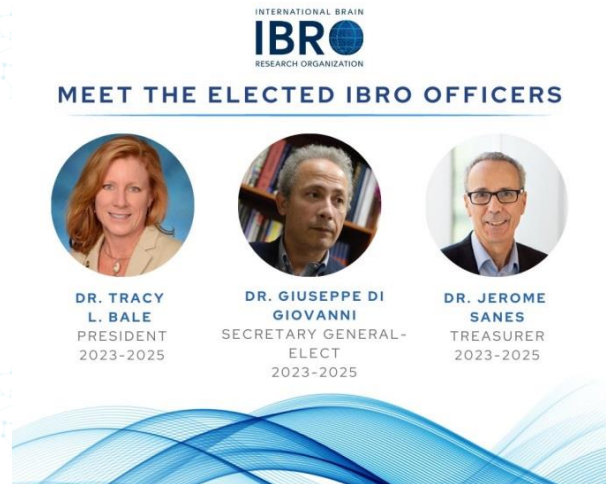 INTERNATIONAL BRAIN
IBRO
RESEARCH ORGANIZATION
MEET THE ELECTED IBRO OFFICERS
DR. TRACY
L. BALE
PRESIDENT
2023-2025
DR. GIUSEPPE DI
GIOVANNI
SECRETARY GENERAL-
ELECT
2023-2025
DR. JEROME
SANES
TREASURER
2023-2025